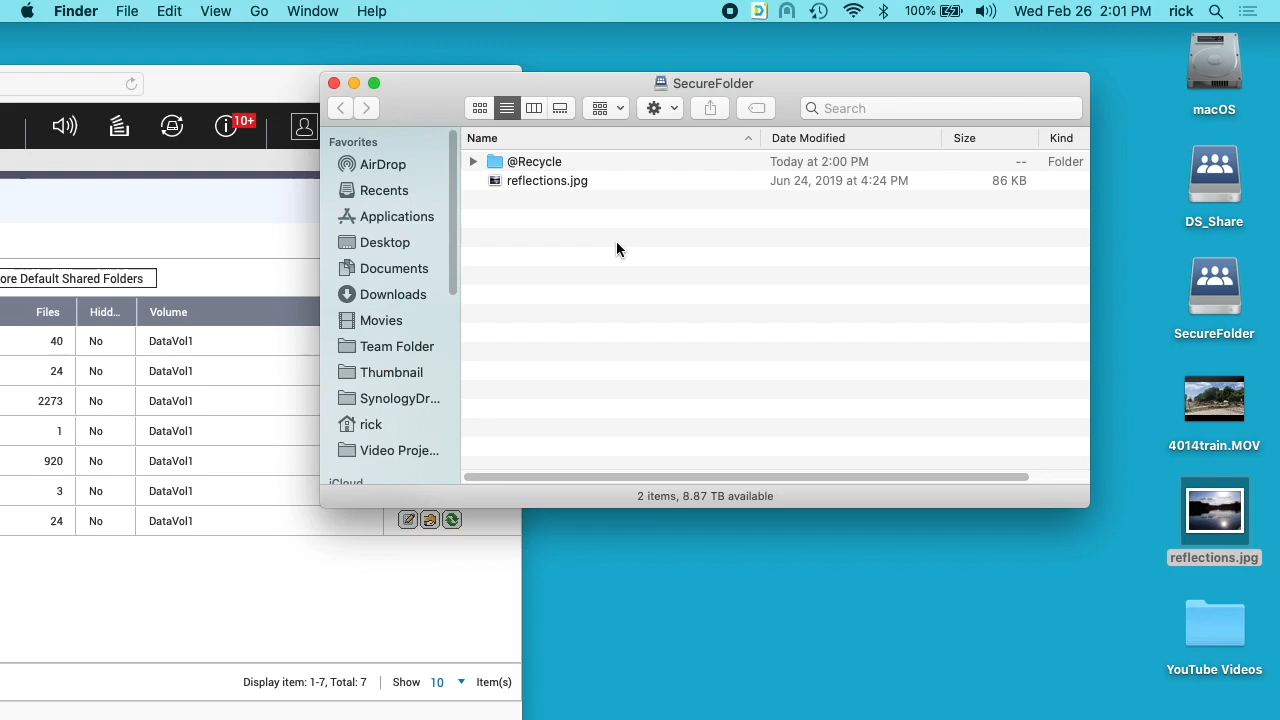 Finder File Edit View Go Window Help 100% Wed Feb 26 2:01 PM rick
SecureFolder
Search
10+
Favorites
AirDrop
Recents
Applications
Desktop
Documents
Downloads
Movies
Team Folder
Thumbnail
SynologyDr...
rick
Video Proje...
iCloud
Name Date Modified Size Kind
@Recycle Today at 2:00 PM -- Folder
reflections.jpg Jun 24, 2019 at 4:24 PM 86 KB
2 items, 8.87 TB available
ore Default Shared Folders
Files Hidd... Volume
40 No DataVol1
24 No DataVol1
2273 No DataVol1
1 No DataVol1
920 No DataVol1
3 No DataVol1
24 No DataVol1
Display item: 1-7, Total: 7 Show 10 Item(s)
macOS
DS_Share
SecureFolder
4014train.MOV
reflections.jpg
YouTube Videos